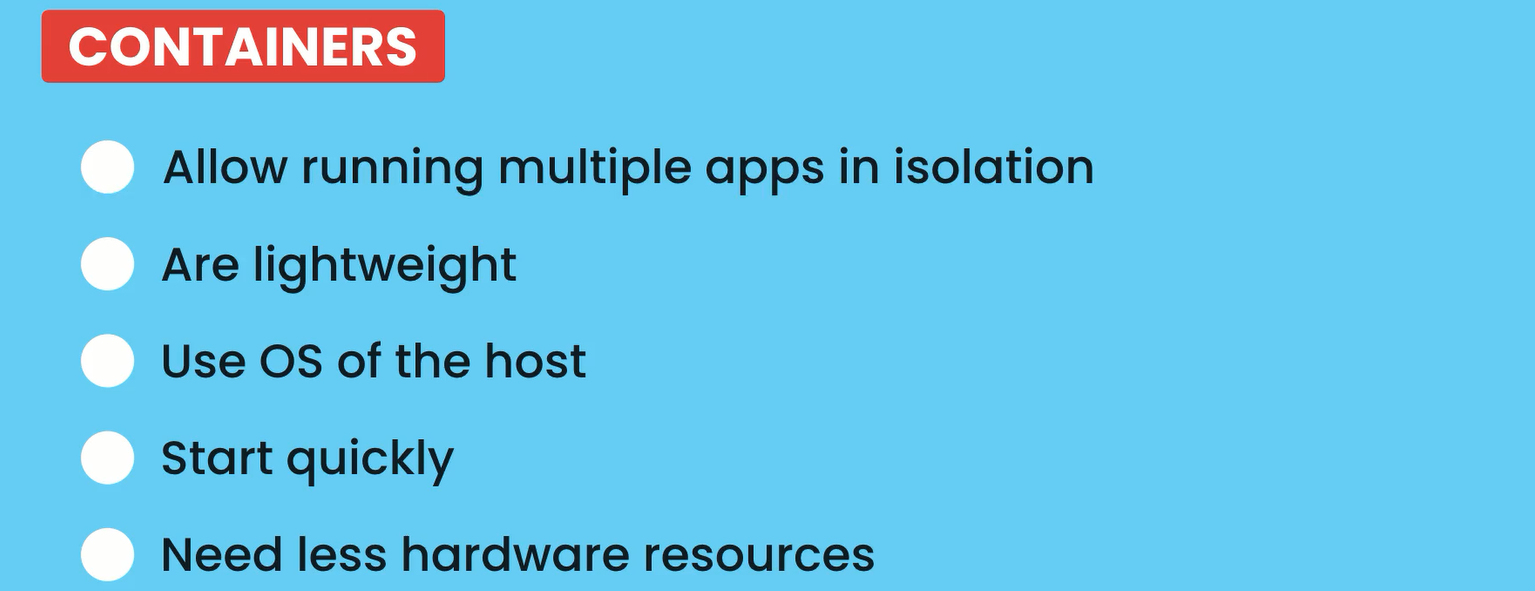 CONTAINERS
Allow running multiple apps in isolation
Are lightweight
Use OS of the host
Start quickly
Need less hardware resources